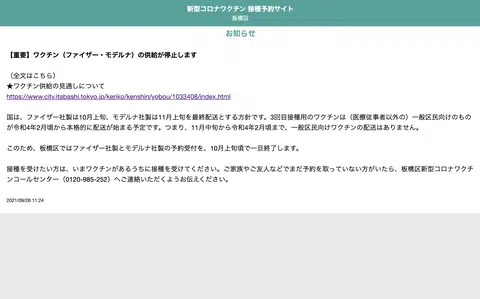 新型コロナワクチン 接種予約サイト
板橋区
お知らせ
【重要】ワクチン（ファイザー・モデルナ）の供給が停止します
（全文はこちら）
★ワクチン供給の見通しについて
https://www.city.itabashi.tokyo.jp/kenko/kenshin/yobou/1033408/index.html
国は、ファイザー社製は10月上旬、モデルナ社製は11月上旬を最終配送とする方針です。3回目接種用のワクチンは（医療従事者以外の）一般区民向けのもの
が令和4年2月頃から本格的に配送が始まる予定です。つまり、11月中旬から令和4年2月頃まで、一般区民向けワクチンの配送はありません。
このため、板橋区ではファイザー社製とモデルナ社製の予約受付を、10月上旬頃で一旦終了します。
接種を受けたい方は、いまワクチンがあるうちに接種を受けてください。ご家族やご友人などでまだ予約を取っていない方がいたら、板橋区新型コロナワクチ
ンコールセンター（0120-985-252）へご連絡いただくようお伝えください。
2021/09/26 11:24